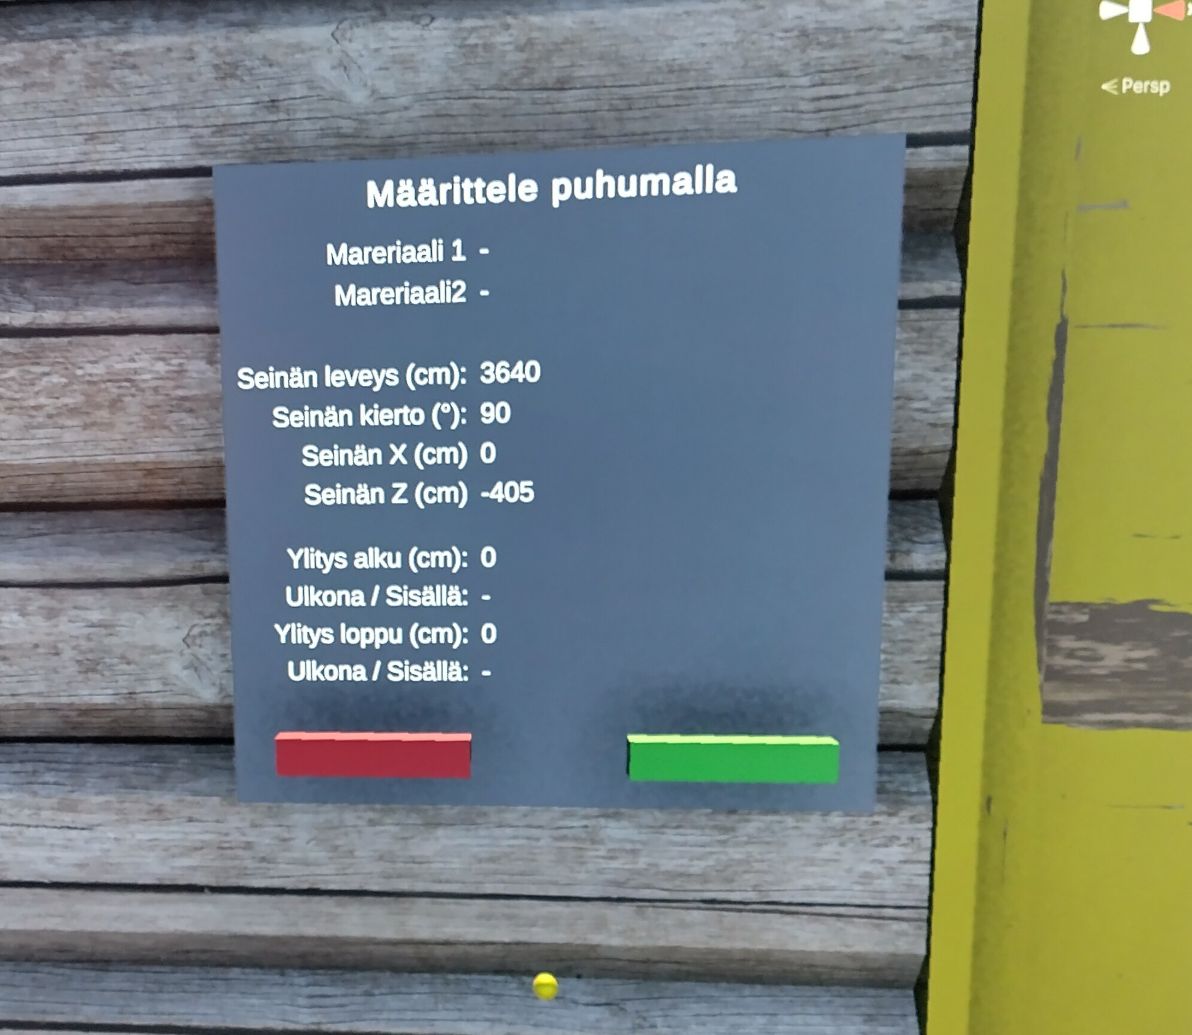 < Persp
Määrittele puhumalla
Mareriaali 1 -
Mareriaali2 -
Seinän leveys (cm): 3640
Seinän kierto (°): 90
Seinän X (cm) 0
Seinän Z (cm) -405
Ylitys alku (cm): 0
Ulkona / Sisällä: -
Ylitys loppu (cm): 0
Ulkona / Sisällä: -